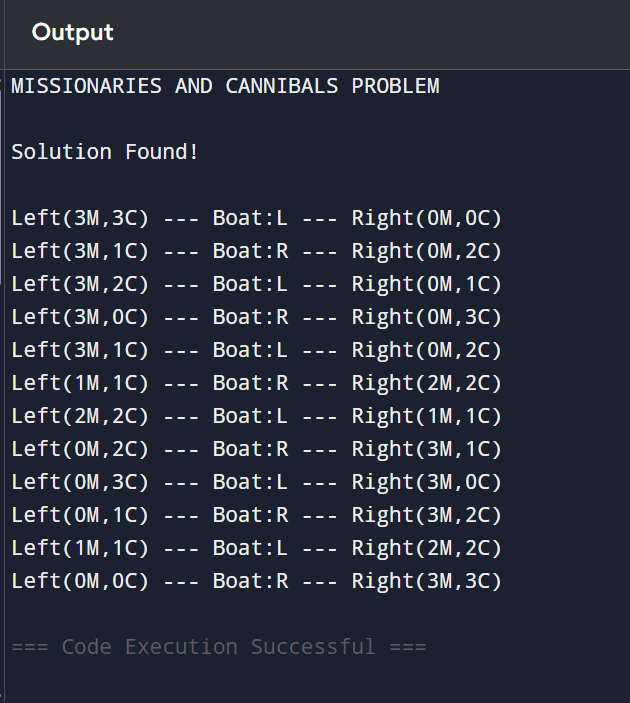 Output
MISSIONARIES AND CANNIBALS PROBLEM
Solution Found!
Left(3M,3C) --- Boat:L --- Right(0M,0C)
Left(3M,1C) --- Boat:R --- Right(0M,2C)
Left(3M,2C) --- Boat:L --- Right(0M,1C)
Left(3M,0C) --- Boat:R --- Right(0M,3C)
Left(3M,1C) --- Boat:L --- Right(0M,2C)
Left(1M,1C) --- Boat:R --- Right(2M,2C)
Left(2M,2C) --- Boat:L --- Right(1M,1C)
Left(0M,2C) --- Boat:R --- Right(3M,1C)
Left(0M,3C) --- Boat:L --- Right(3M,0C)
Left(0M,1C) --- Boat:R --- Right(3M,2C)
Left(1M,1C) --- Boat:L --- Right(2M,2C)
Left(0M,0C) --- Boat:R --- Right(3M,3C)
=== Code Execution Successful ===